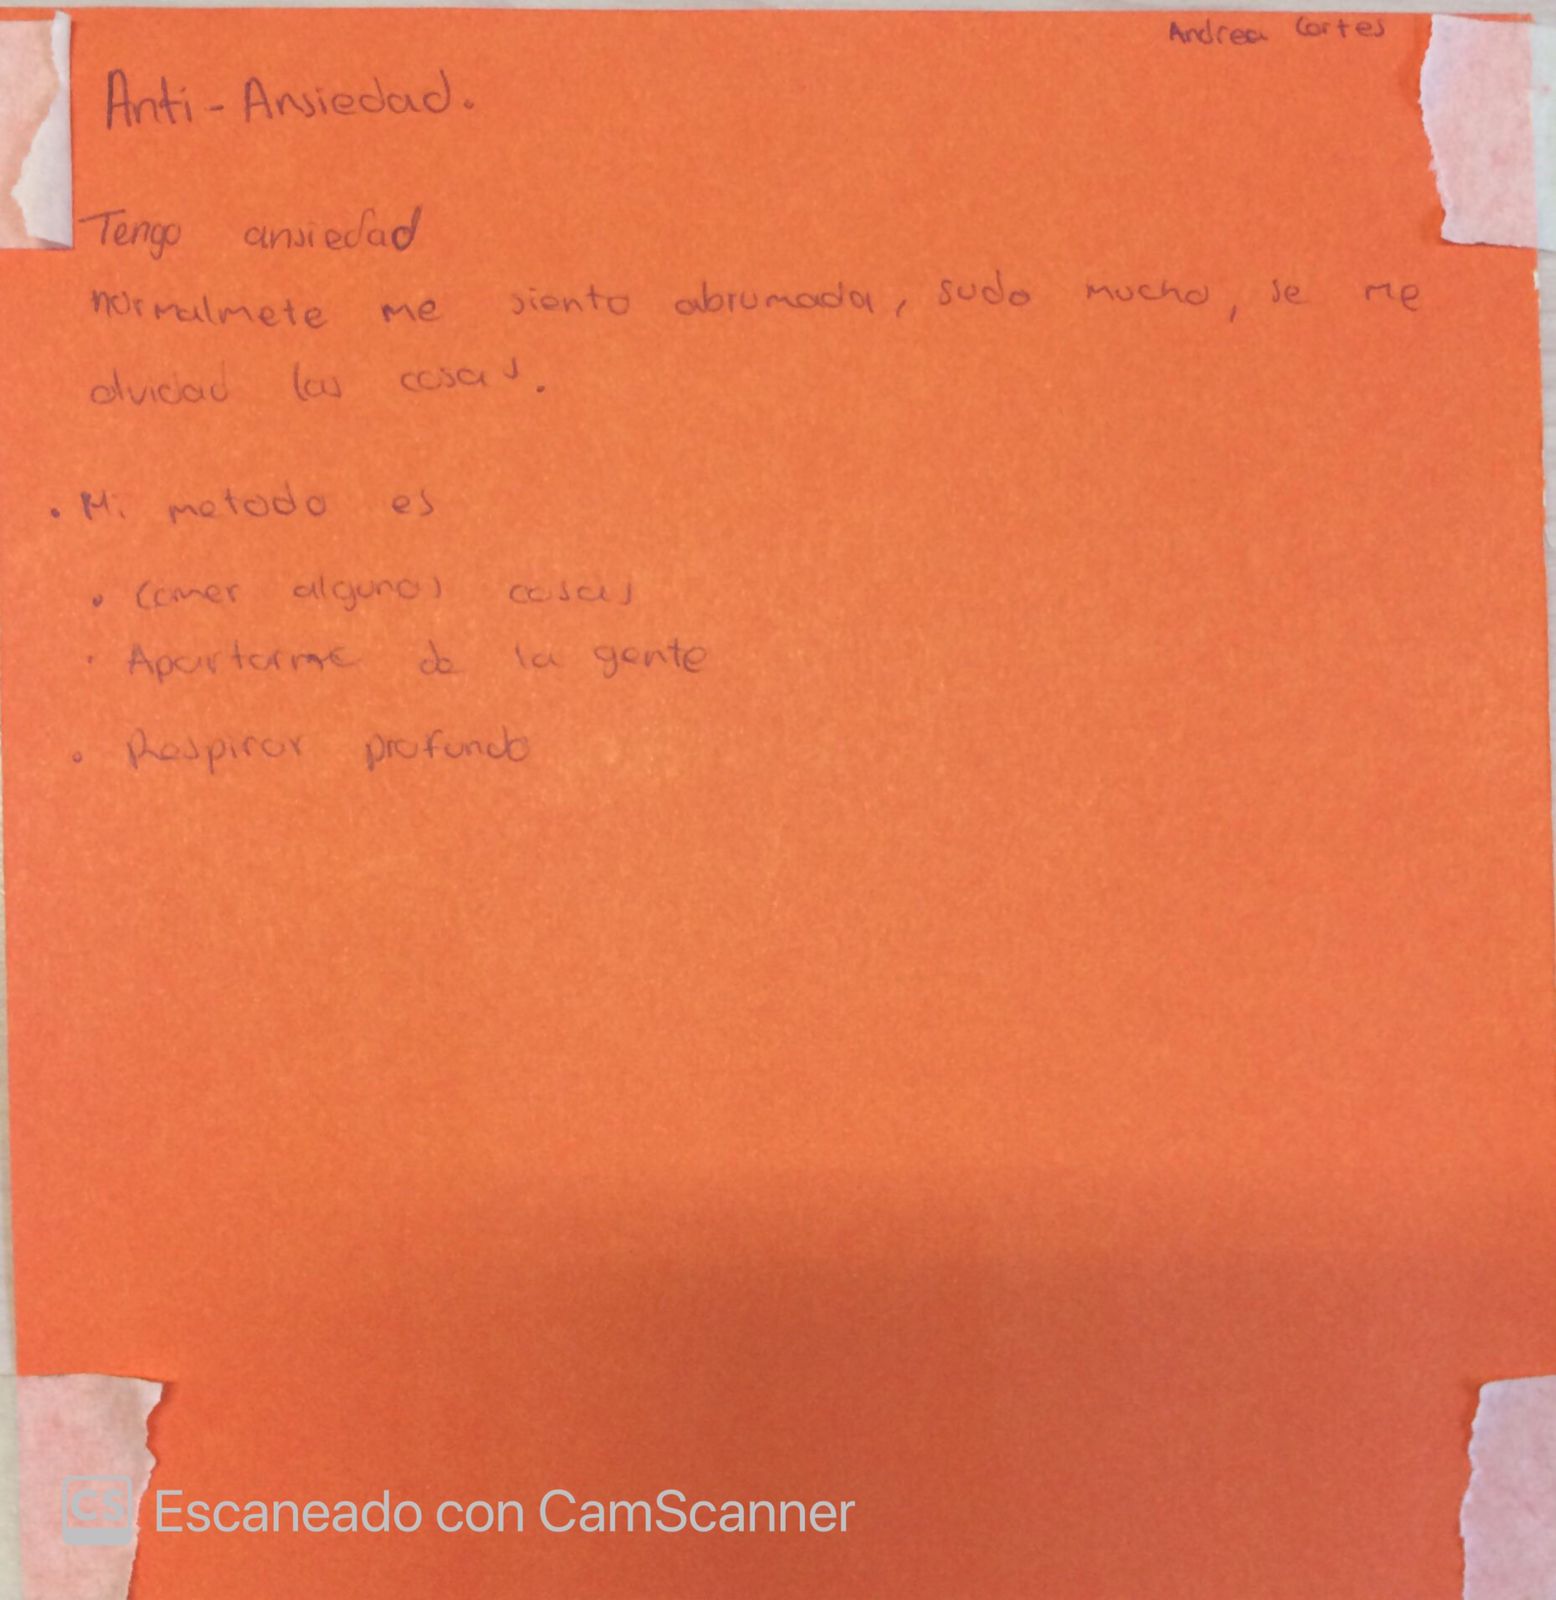 Andrea Cortes
Anti-Ansiedad.
Tengo ansiedad
normalmete me siento abrumada, sudo mucho, se me
olvidad las cosas.
• Mi metodo es
• Comer algunas cosas
• Apartarme de la gente
• Respirar profundo
CS Escaneado con CamScanner